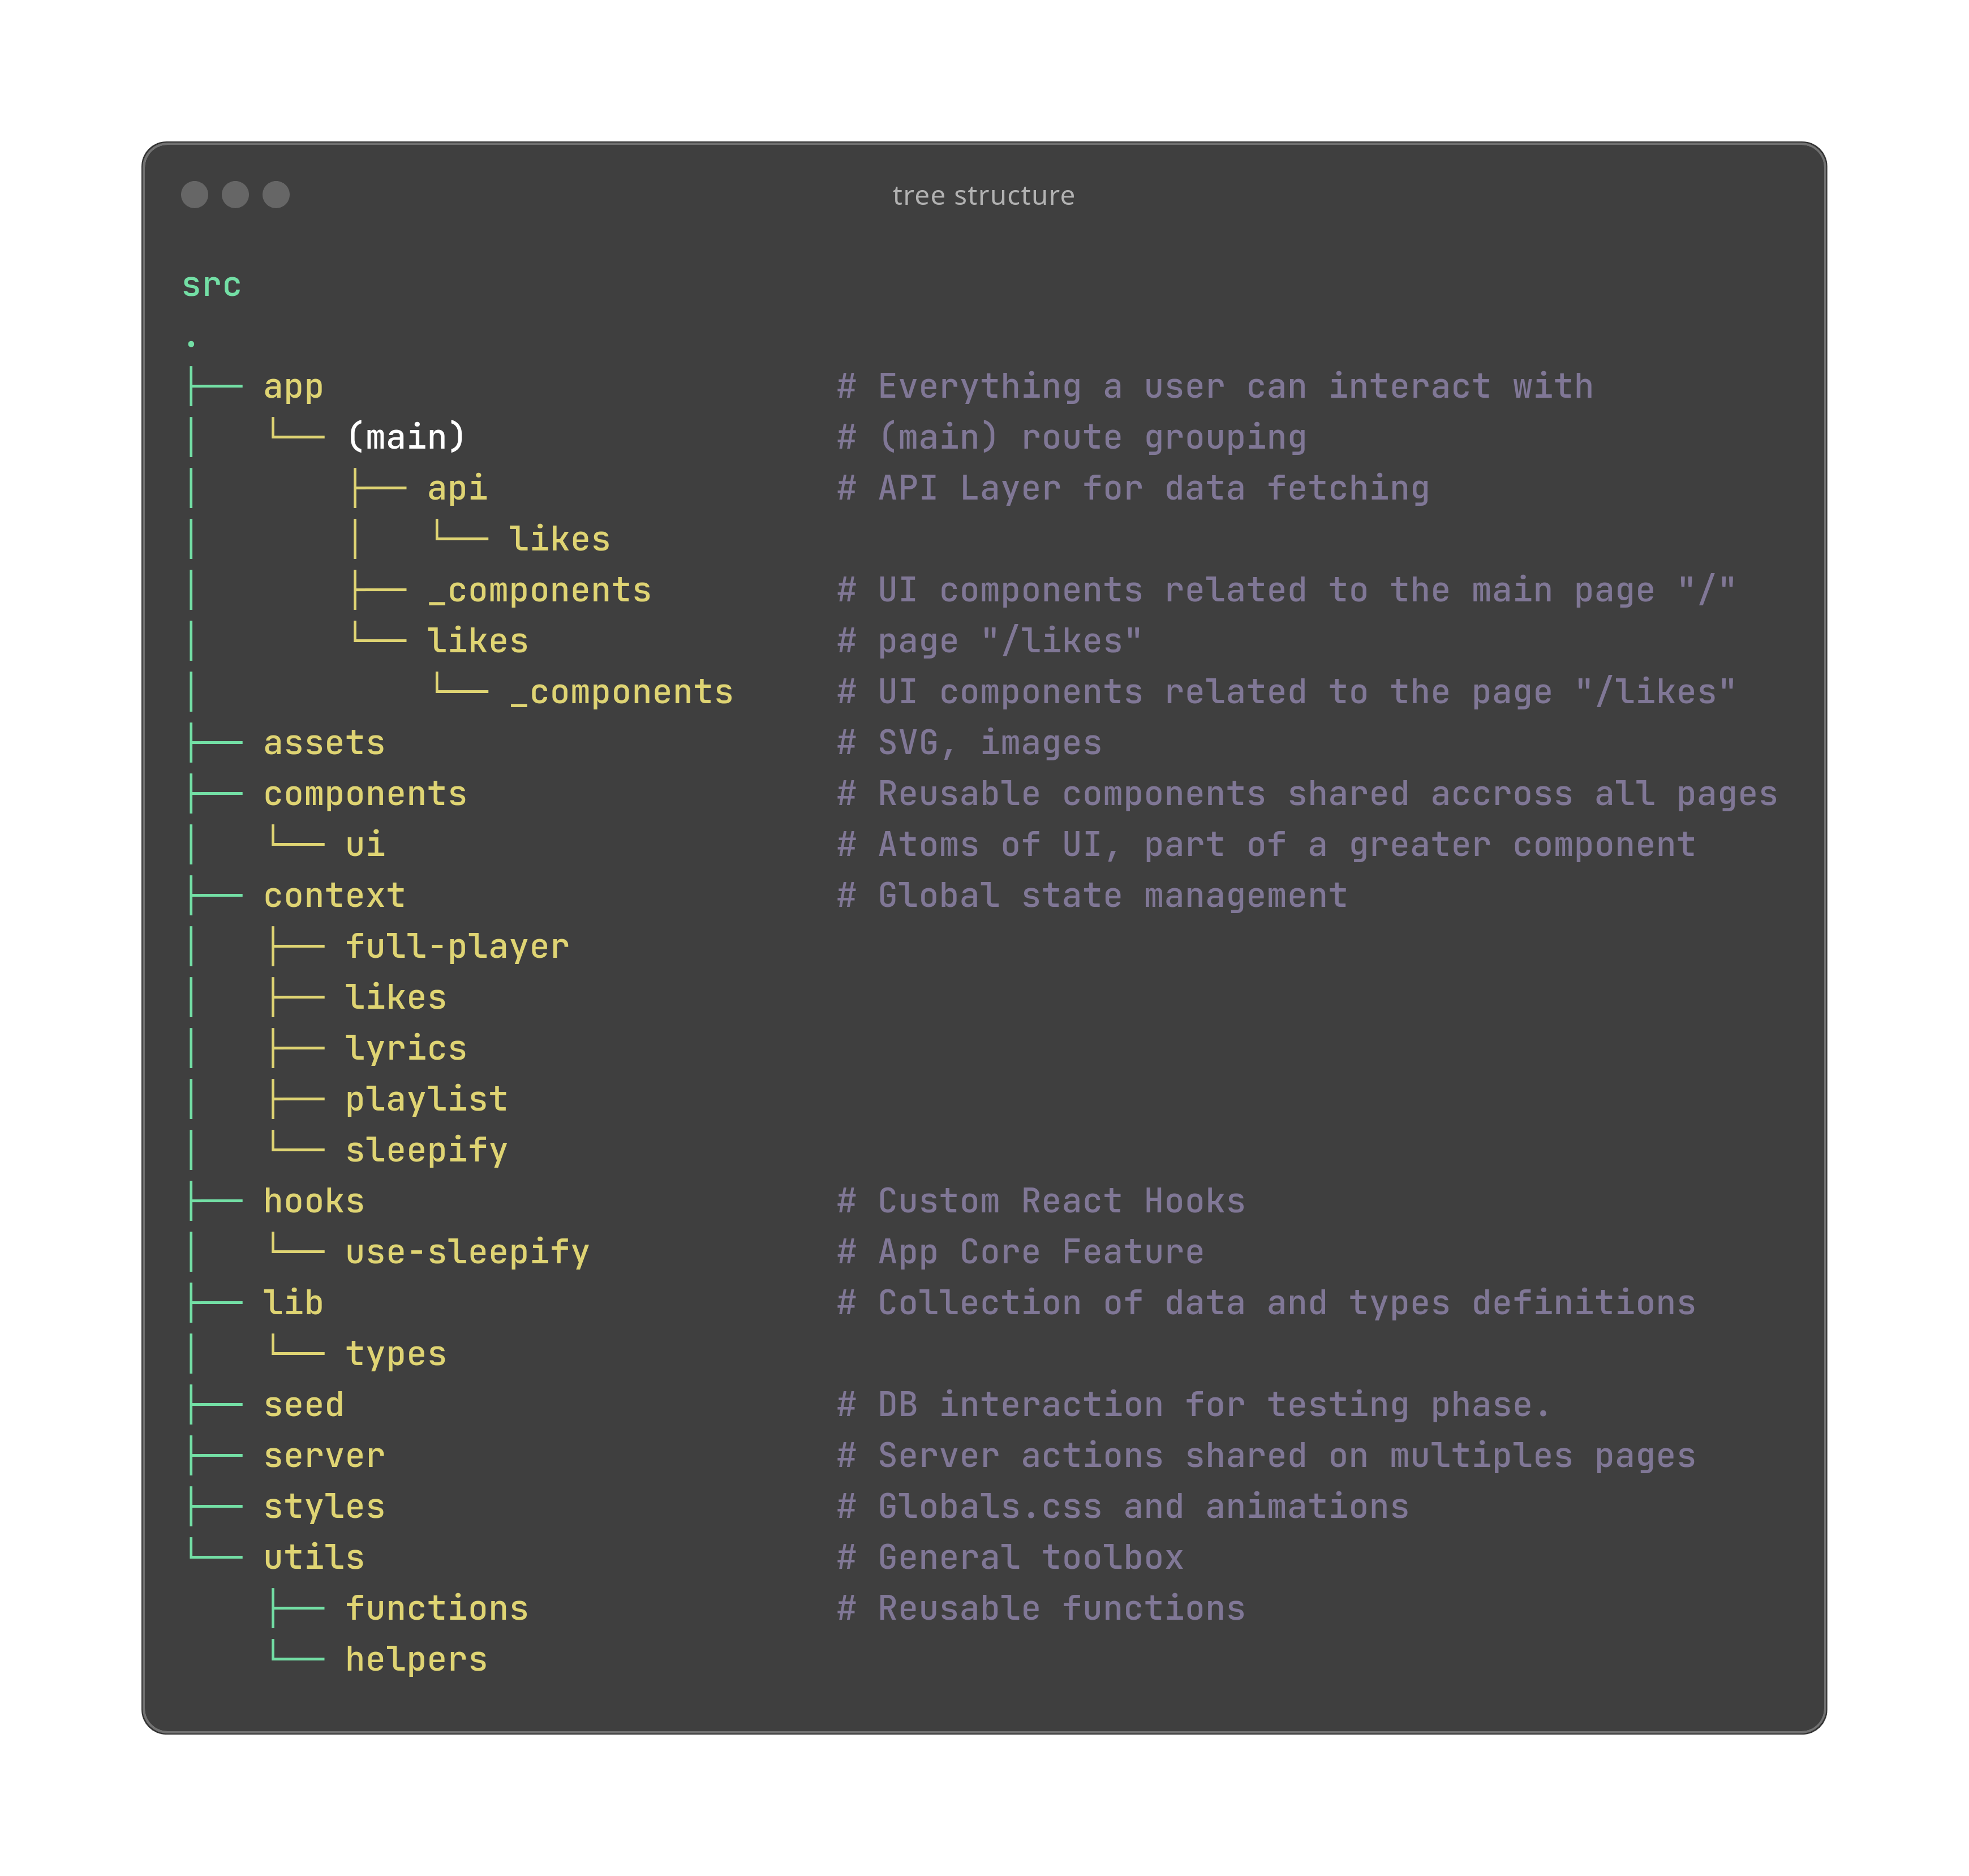 tree structure
src
.
├── app                         # Everything a user can interact with
│   └── (main)                  # (main) route grouping
│       ├── api                 # API Layer for data fetching
│       │   └── likes
│       ├── _components         # UI components related to the main page "/"
│       └── likes               # page "/likes"
│           └── _components     # UI components related to the page "/likes"
├── assets                      # SVG, images
├── components                  # Reusable components shared accross all pages
│   └── ui                      # Atoms of UI, part of a greater component
├── context                     # Global state management
│   ├── full-player
│   ├── likes
│   ├── lyrics
│   ├── playlist
│   └── sleepify
├── hooks                       # Custom React Hooks
│   └── use-sleepify            # App Core Feature
├── lib                         # Collection of data and types definitions
│   └── types
├── seed                        # DB interaction for testing phase.
├── server                      # Server actions shared on multiples pages
├── styles                      # Globals.css and animations
└── utils                       # General toolbox
    ├── functions               # Reusable functions
    └── helpers